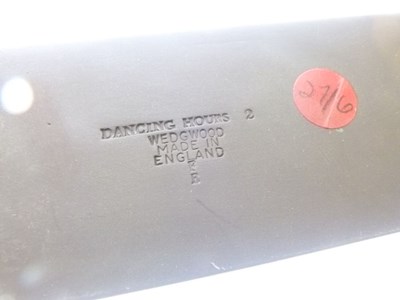 DANCING HOURS 2
WEDGWOOD
MADE IN
ENGLAND
27/6